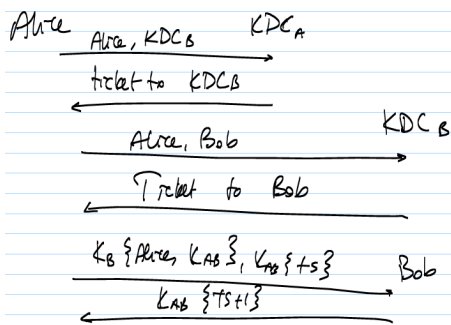 Alice KDC_A
Alice, KDC_B
ticket to KDCB
KDC_B
Alice, Bob
Ticket to Bob
K_B {Alice, K_AB}, K_AB {ts} Bob
K_AB {ts+1}